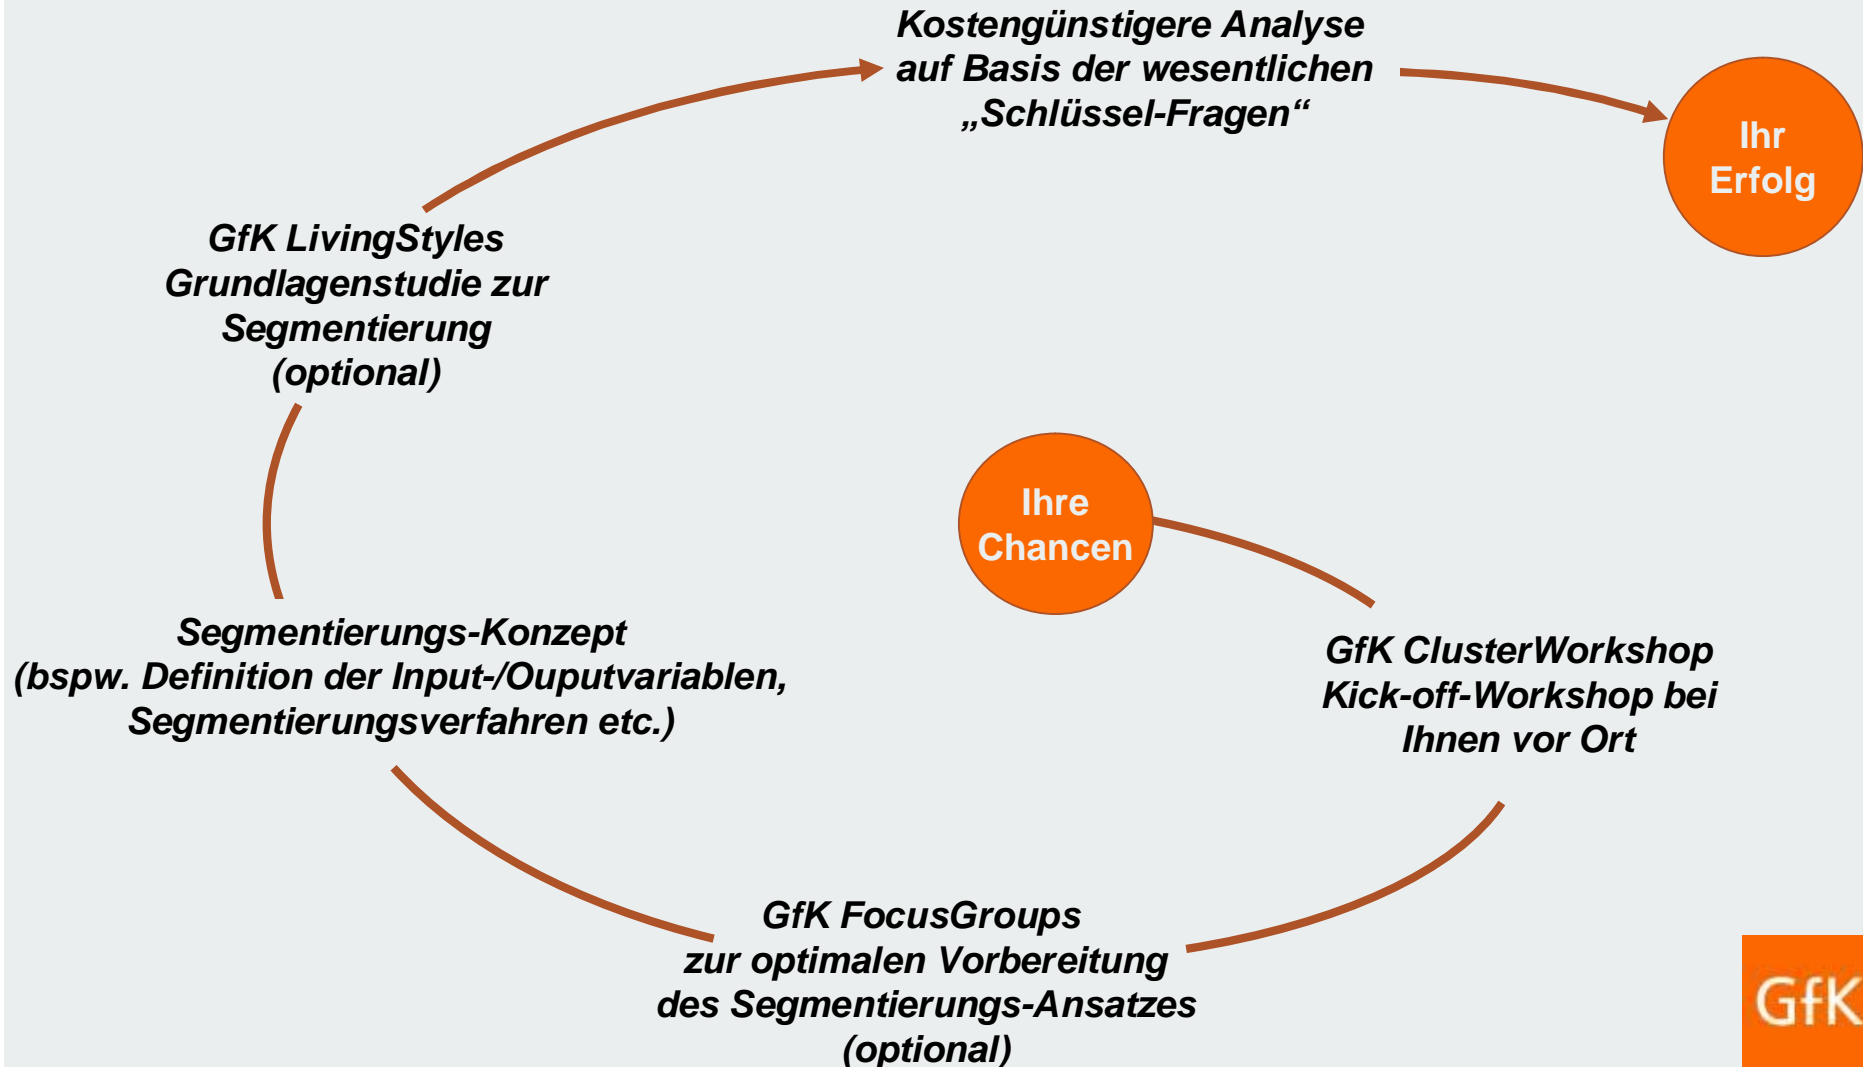 Kostengünstigere Analyse
auf Basis der wesentlichen
„Schlüssel-Fragen“
Ihr
Erfolg
GfK LivingStyles
Grundlagenstudie zur
Segmentierung
(optional)
Ihre
Chancen
Segmentierungs-Konzept
(bspw. Definition der Input-/Ouputvariablen,
Segmentierungsverfahren etc.)
GfK ClusterWorkshop
Kick-off-Workshop bei
Ihnen vor Ort
GfK FocusGroups
zur optimalen Vorbereitung
des Segmentierungs-Ansatzes
(optional)
GfK